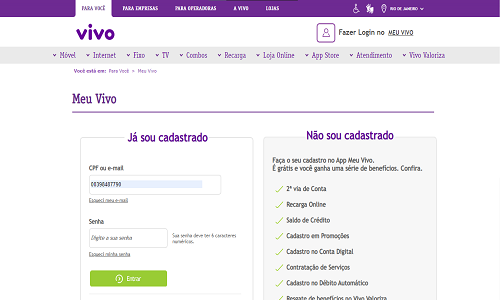 PARA VOCÊ PARA EMPRESAS PARA OPERADORAS A VIVO LOJAS RIO DE JANEIRO
vivo
Fazer Login no MEU VIVO
Móvel Internet Fixo TV Combos Recarga Loja Online App Store Atendimento Vivo Valoriza
Você está em: Para Você > Meu Vivo
Meu Vivo
Já sou cadastrado
CPF ou e-mail
08398487790
Esqueci meu e-mail
Senha
Digite a sua senha
Sua senha deve ter 6 caracteres
numéricos.
Esqueci minha senha
Entrar
Não sou cadastrado
Faça o seu cadastro no App Meu Vivo.
É grátis e você ganha uma série de benefícios. Confira.
2ª via de Conta
Recarga Online
Saldo de Crédito
Cadastro em Promoções
Cadastro no Conta Digital
Contratação de Serviços
Cadastro no Débito Automático
Resgate de benefícios no Vivo Valoriza